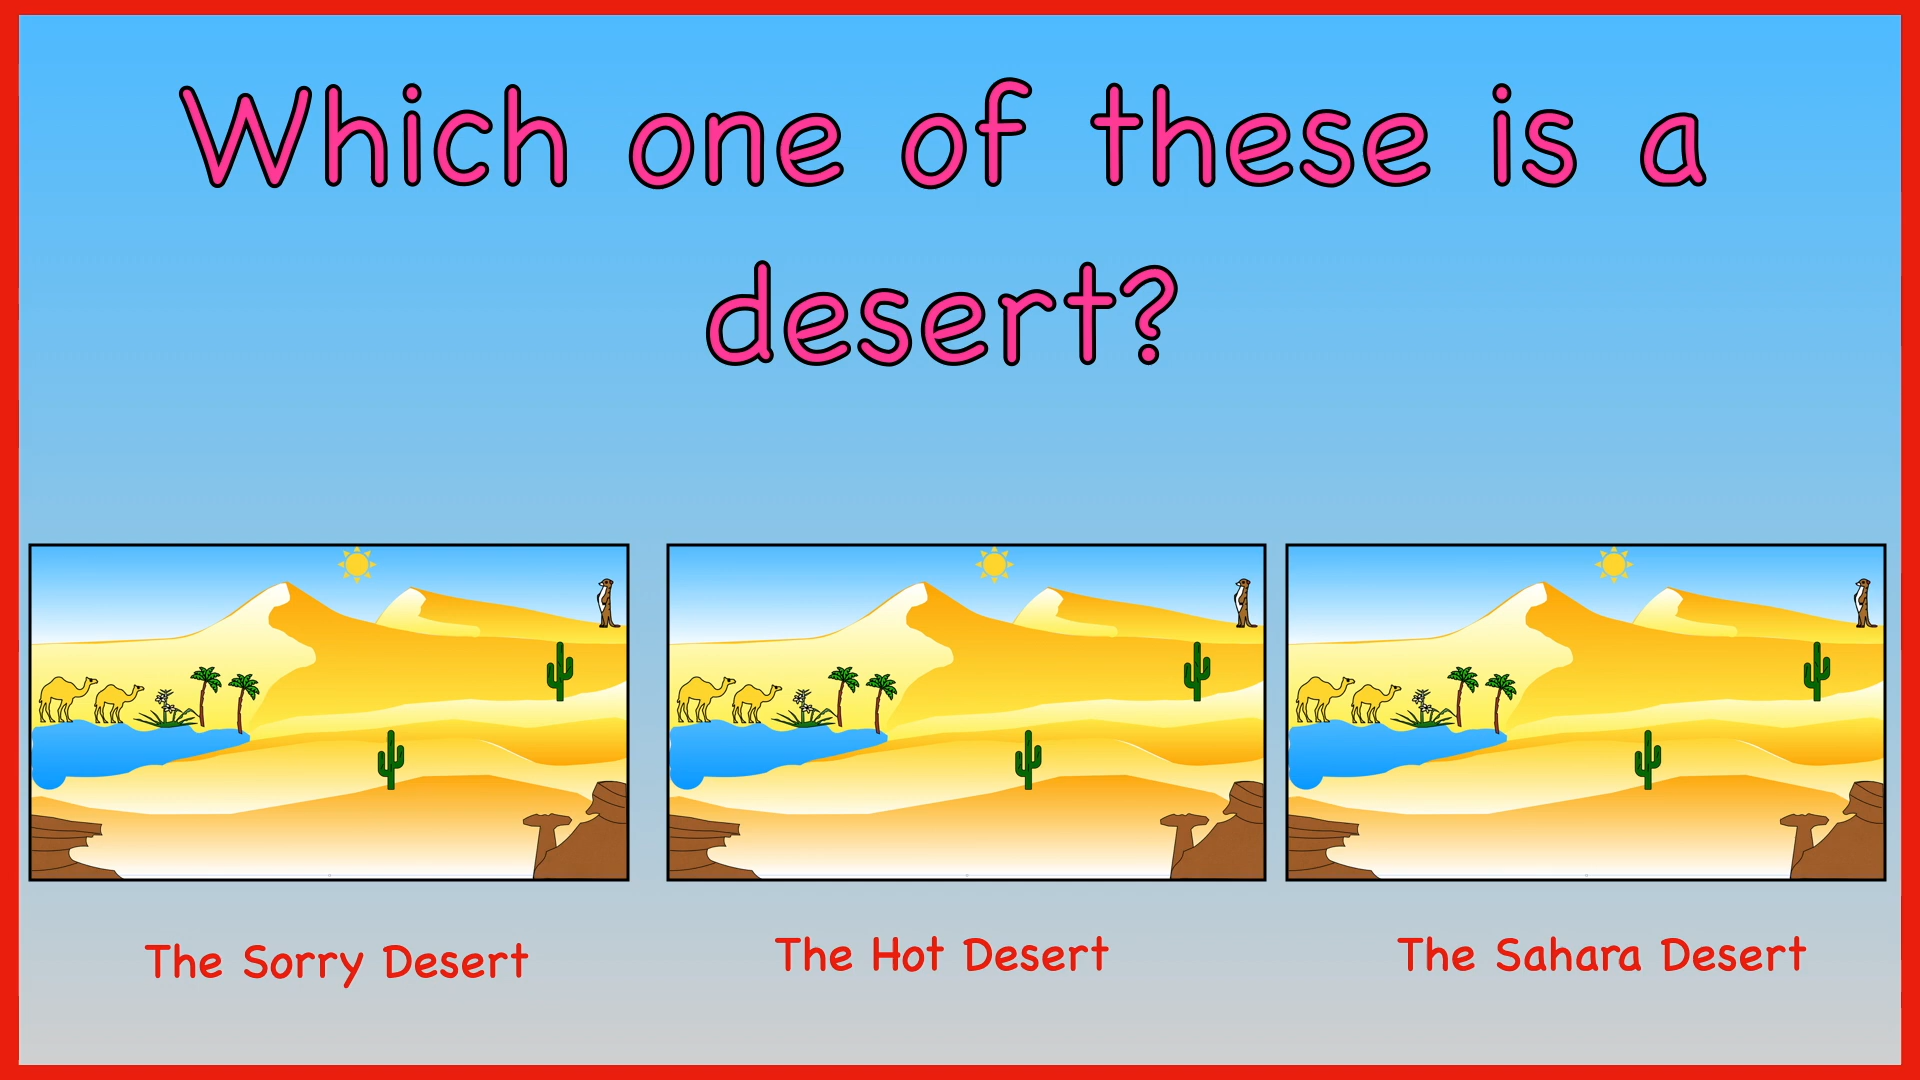 Which one of these is a
desert?
The Sorry Desert
The Hot Desert
The Sahara Desert